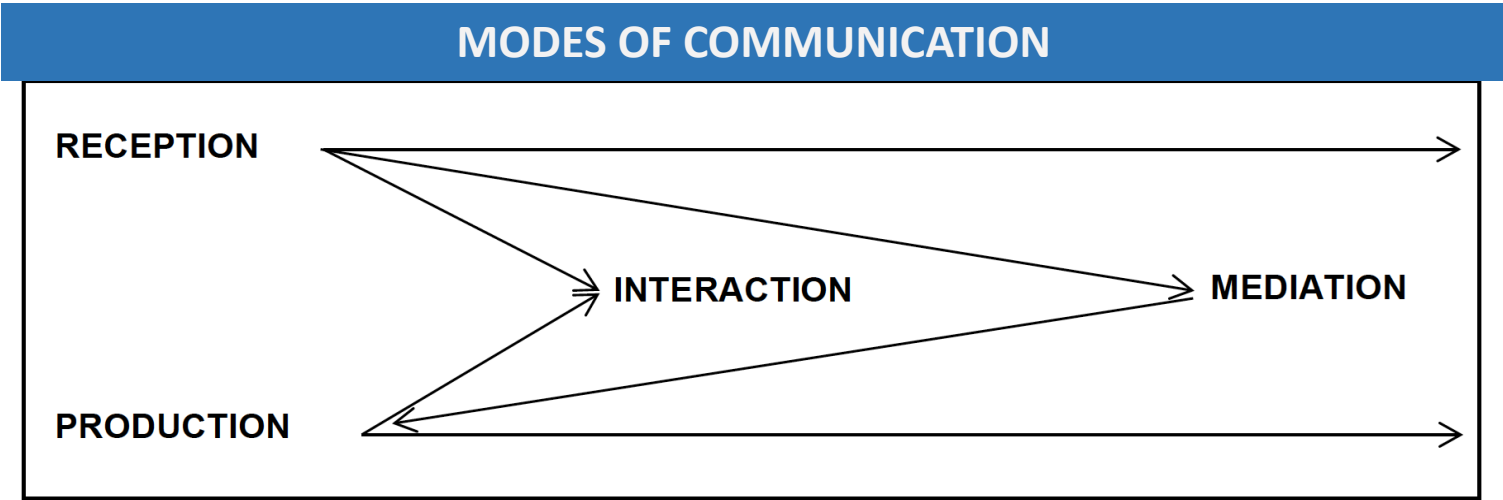 MODES OF COMMUNICATION
RECEPTION
INTERACTION
MEDIATION
PRODUCTION